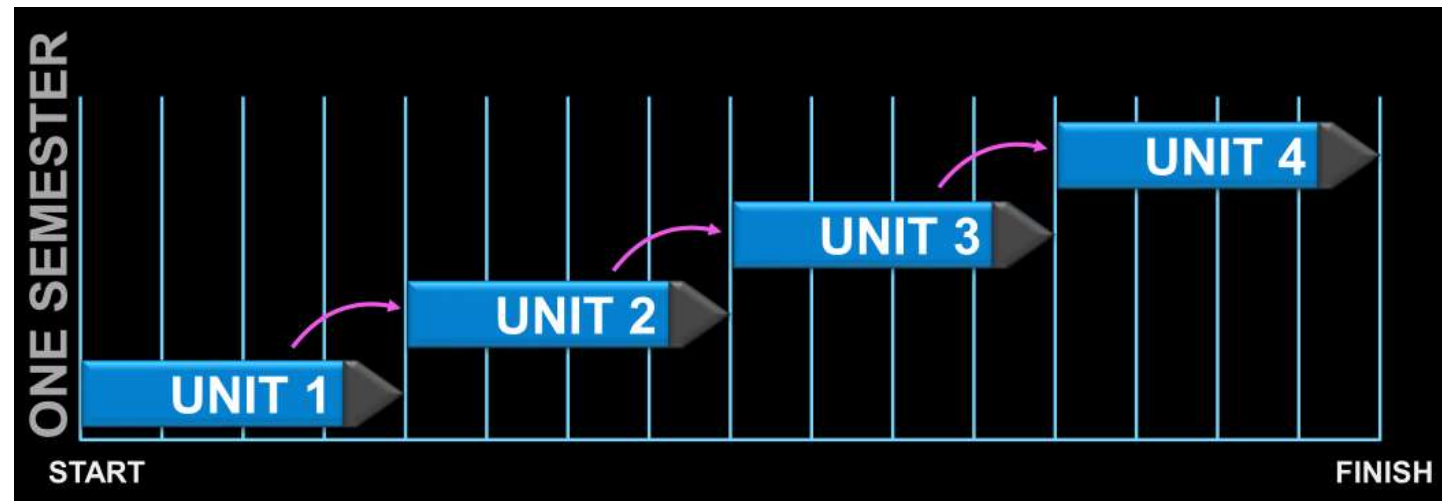 ONE SEMESTER
UNIT 4
UNIT 3
UNIT 2
UNIT 1
START
FINISH